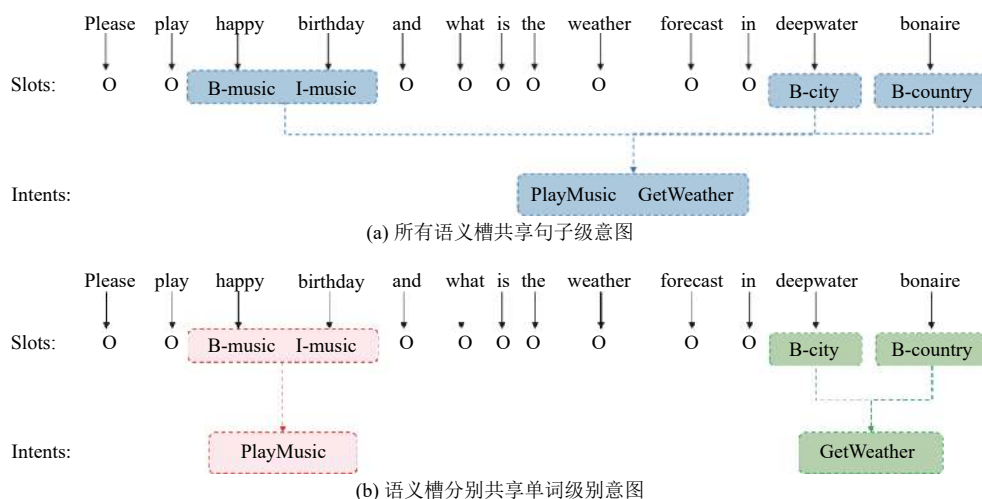 Please play happy birthday and what is the weather forecast in deepwater bonaire
Slots: O O B-music I-music O O O O O O O B-city B-country
Intents: PlayMusic GetWeather
(a) 所有语义槽共享句子级意图
Please play happy birthday and what is the weather forecast in deepwater bonaire
Slots: O O B-music I-music O O O O O O O B-city B-country
Intents: PlayMusic GetWeather
(b) 语义槽分别共享单词级别意图